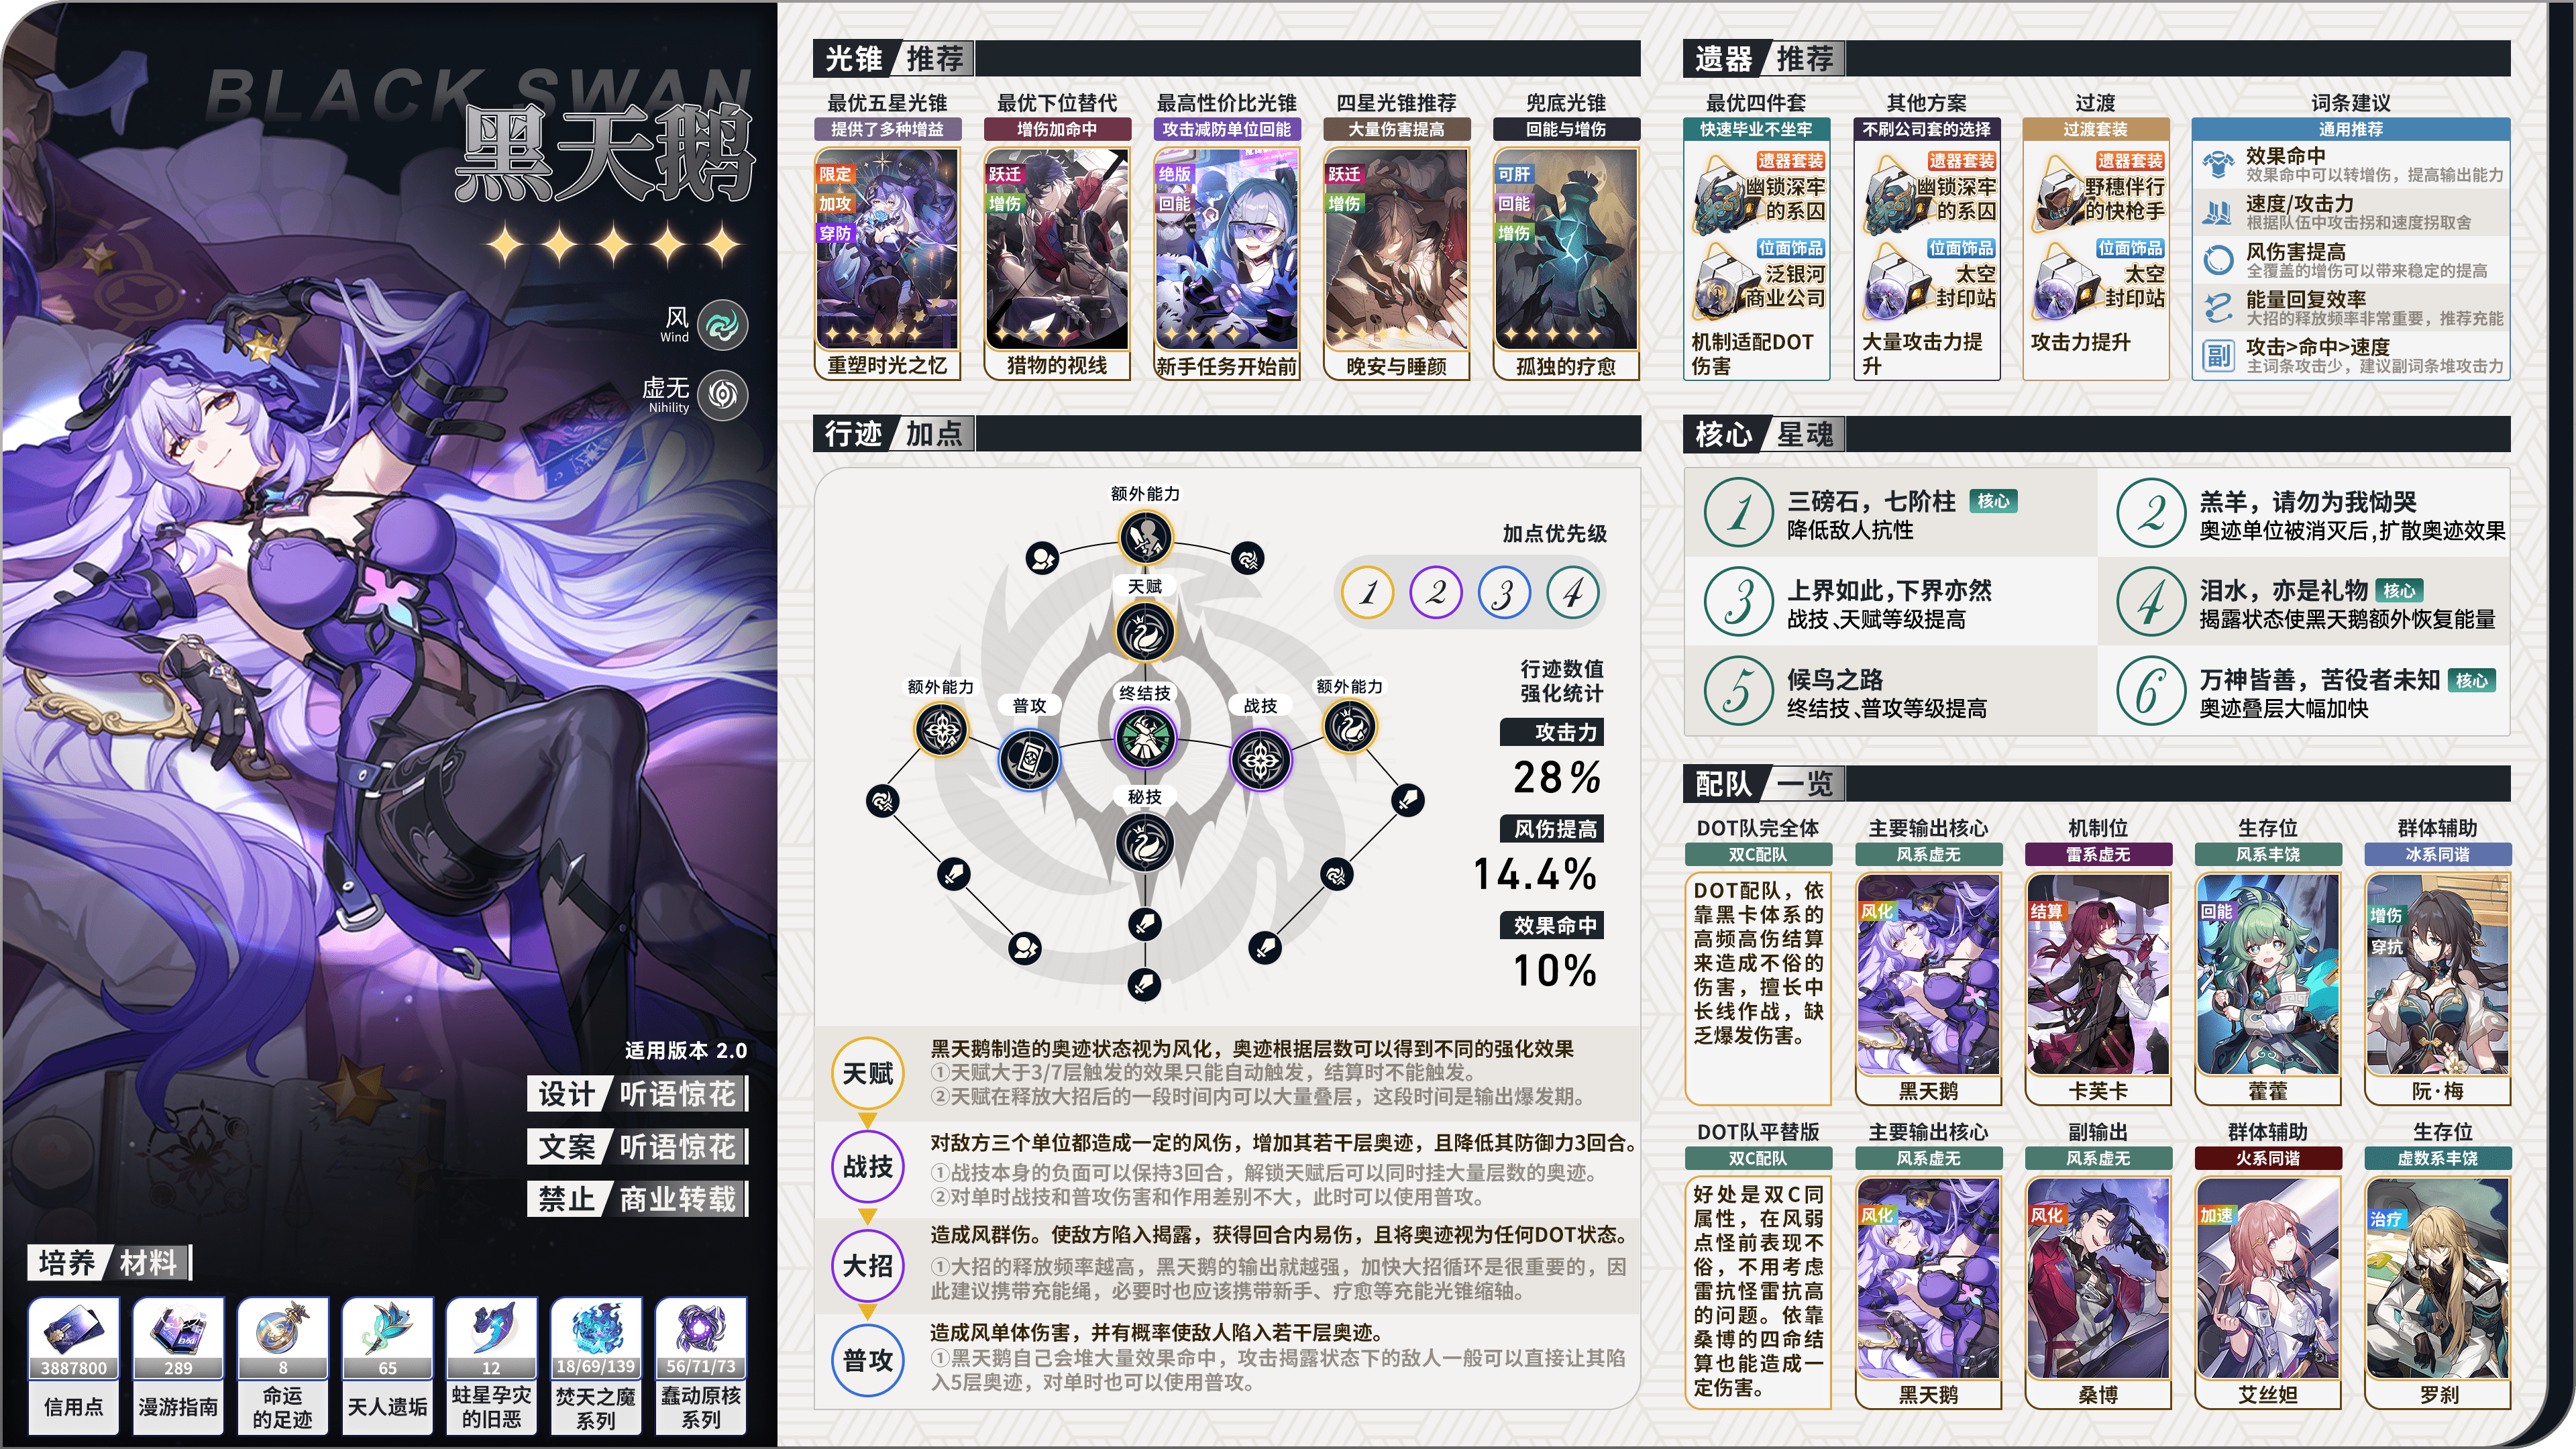 BLACK SWAN
黑天鹅
风
Wind
虚无
Nihility
适用版本 2.0
设计 听语惊花
文案 听语惊花
禁止 商业转载
培养 材料
3887800
信用点
289
漫游指南
8
命运
的足迹
65
天人遗垢
12
蛀星孕灾
的旧恶
18/69/139
焚天之魔
系列
56/71/73
蠢动原核
系列
光锥 推荐
最优五星光锥
提供了多种增益
限定
加攻
穿防
重塑时光之忆
最优下位替代
增伤加命中
跃迁
增伤
猎物的视线
最高性价比光锥
攻击减防单位回能
绝版
回能
新手任务开始前
四星光锥推荐
大量伤害提高
跃迁
增伤
晚安与睡颜
兜底光锥
回能与增伤
可肝
回能
增伤
孤独的疗愈
行迹 加点
额外能力
天赋
额外能力
普攻
终结技
战技
额外能力
秘技
加点优先级
1 2 3 4
行迹数值
强化统计
攻击力
28%
风伤提高
14.4%
效果命中
10%
天赋
黑天鹅制造的奥迹状态视为风化，奥迹根据层数可以得到不同的强化效果
①天赋大于3/7层触发的效果只能自动触发，结算时不能触发。
②天赋在释放大招后的一段时间内可以大量叠层，这段时间是输出爆发期。
战技
对敌方三个单位都造成一定的风伤，增加其若干层奥迹，且降低其防御力3回合。
①战技本身的负面可以保持3回合，解锁天赋后可以同时挂大量层数的奥迹。
②对单时战技和普攻伤害和作用差别不大，此时可以使用普攻。
大招
造成风群伤。使敌方陷入揭露，获得回合内易伤，且将奥迹视为任何DOT状态。
①大招的释放频率越高，黑天鹅的输出就越强，加快大招循环是很重要的，因
此建议携带充能绳，必要时也应该携带新手、疗愈等充能光锥缩轴。
普攻
造成风单体伤害，并有概率使敌人陷入若干层奥迹。
①黑天鹅自己会堆大量效果命中，攻击揭露状态下的敌人一般可以直接让其陷
入5层奥迹，对单时也可以使用普攻。
遗器 推荐
最优四件套
快速毕业不坐牢
遗器套装
幽锁深牢
的系囚
位面饰品
泛银河
商业公司
机制适配DOT
伤害
其他方案
不刷公司套的选择
遗器套装
幽锁深牢
的系囚
位面饰品
太空
封印站
大量攻击力提
升
过渡
过渡套装
遗器套装
野穗伴行
的快枪手
位面饰品
太空
封印站
攻击力提升
词条建议
通用推荐
效果命中
效果命中可以转增伤，提高输出能力
速度/攻击力
根据队伍中攻击拐和速度拐取舍
风伤害提高
全覆盖的增伤可以带来稳定的提高
能量回复效率
大招的释放频率非常重要，推荐充能
副
攻击>命中>速度
主词条攻击少，建议副词条堆攻击力
核心 星魂
1
三磅石，七阶柱 核心
降低敌人抗性
2
羔羊，请勿为我恸哭
奥迹单位被消灭后,扩散奥迹效果
3
上界如此,下界亦然
战技、天赋等级提高
4
泪水，亦是礼物 核心
揭露状态使黑天鹅额外恢复能量
5
候鸟之路
终结技、普攻等级提高
6
万神皆善，苦役者未知 核心
奥迹叠层大幅加快
配队 一览
DOT队完全体
双C配队
DOT配队，依
靠黑卡体系的
高频高伤结算
来造成不俗的
伤害，擅长中
长线作战，缺
乏爆发伤害。
主要输出核心
风系虚无
风化
黑天鹅
机制位
雷系虚无
结算
卡芙卡
生存位
风系丰饶
回能
藿藿
群体辅助
冰系同谐
增伤
穿抗
阮·梅
DOT队平替版
双C配队
好处是双C同
属性，在风弱
点怪前表现不
俗，不用考虑
雷抗怪雷抗高
的问题。依靠
桑博的四命结
算也能造成一
定伤害。
主要输出核心
风系虚无
风化
黑天鹅
副输出
风系虚无
风化
桑博
群体辅助
火系同谐
加速
艾丝妲
生存位
虚数系丰饶
治疗
罗刹